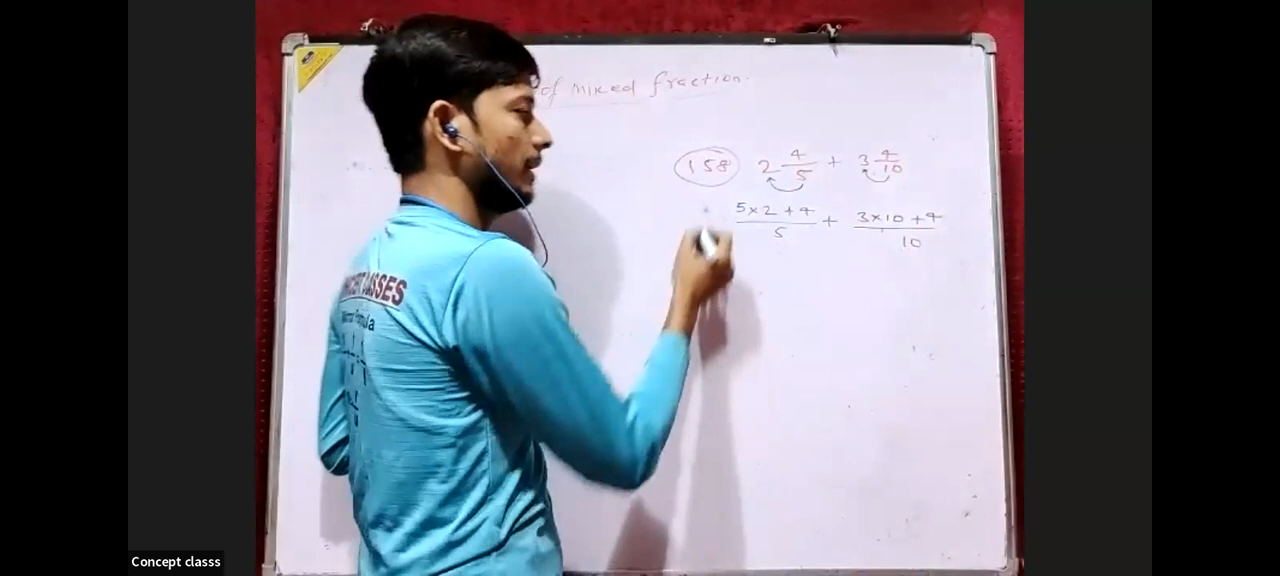 of mixed fraction.
158 2 4/5 + 3 4/10
5×2+4/5 + 3×10+4/10
CLASSES
Concept classs